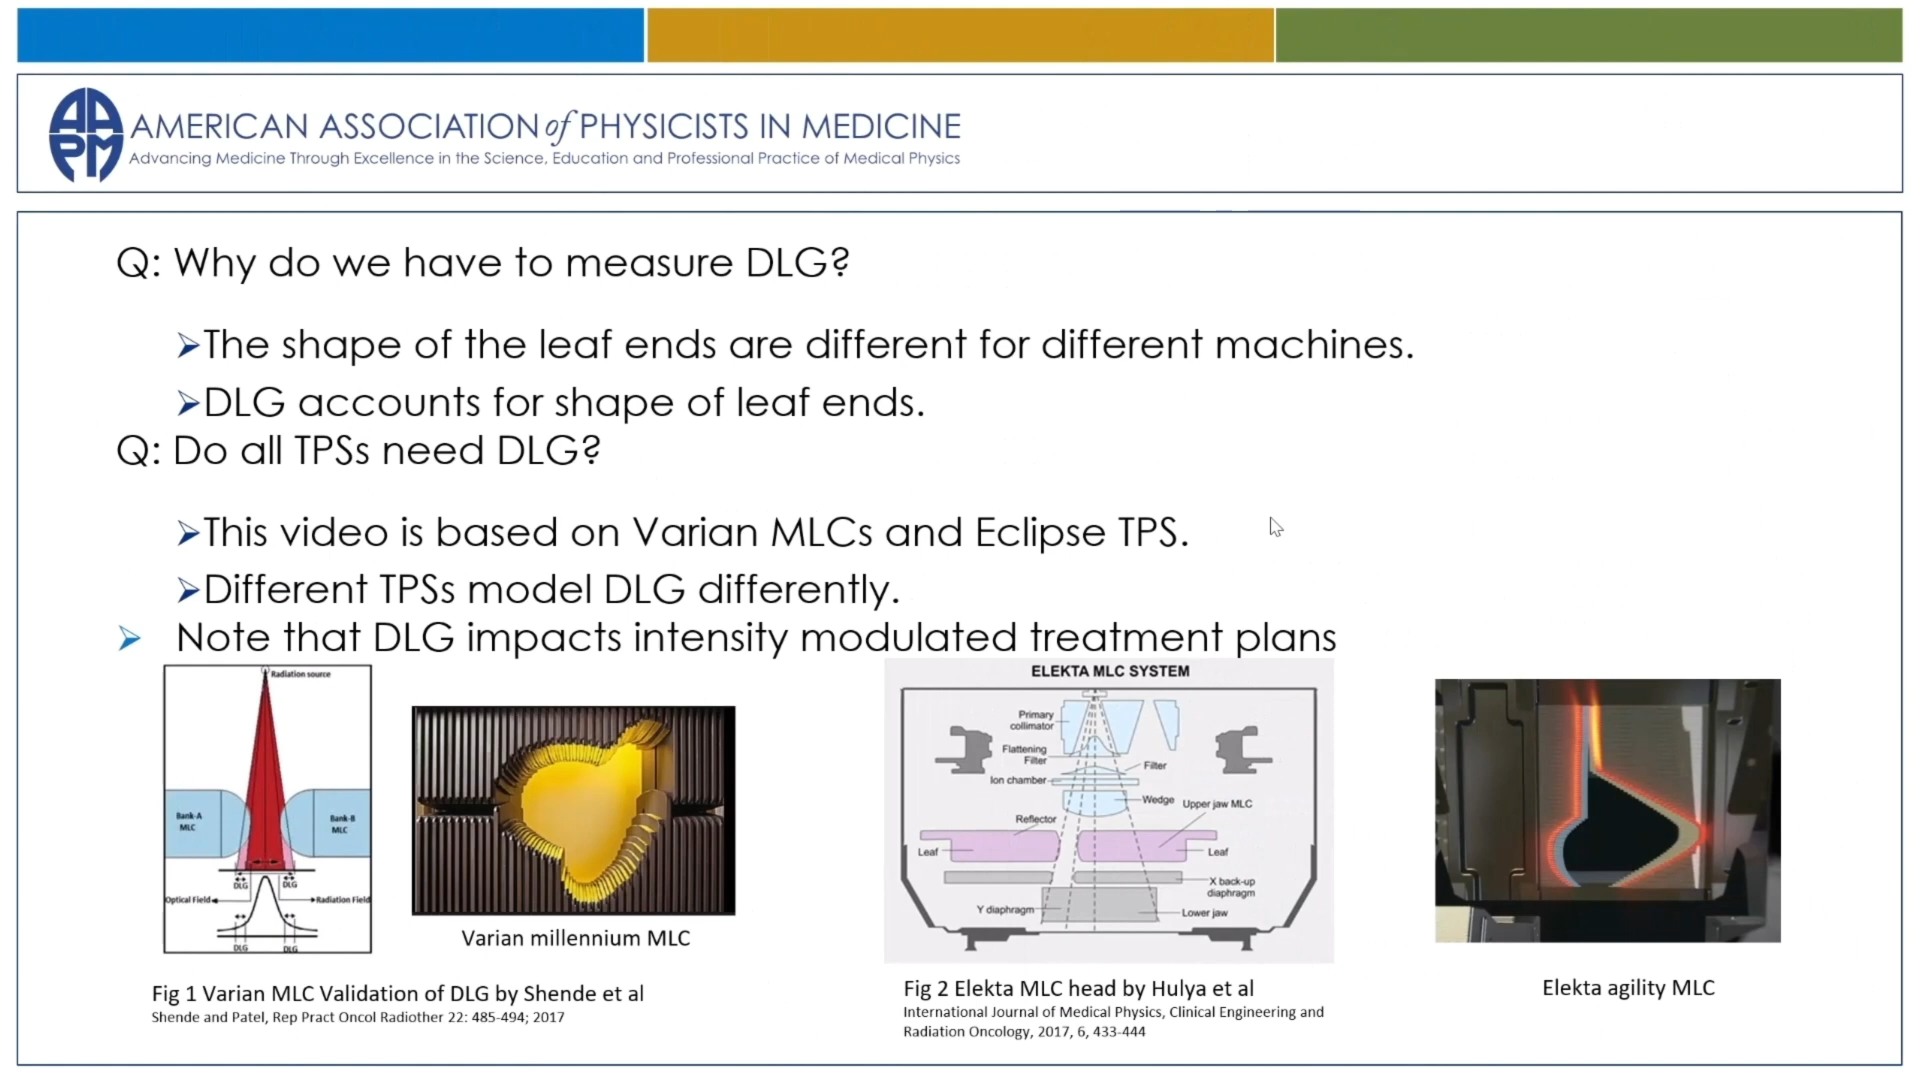 AAPM
AMERICAN ASSOCIATION of PHYSICISTS IN MEDICINE
Advancing Medicine Through Excellence in the Science, Education and Professional Practice of Medical Physics
Q: Why do we have to measure DLG?
➢The shape of the leaf ends are different for different machines.
➢DLG accounts for shape of leaf ends.
Q: Do all TPSs need DLG?
➢This video is based on Varian MLCs and Eclipse TPS.
➢Different TPSs model DLG differently.
➢ Note that DLG impacts intensity modulated treatment plans
Radiation source
Bank-A
MLC
Bank-B
MLC
DLG
DLG
Optical Field
Radiation Field
DLG
DLG
Varian millennium MLC
Fig 1 Varian MLC Validation of DLG by Shende et al
Shende and Patel, Rep Pract Oncol Radiother 22: 485-494; 2017
ELEKTA MLC SYSTEM
Primary
collimator
Flattening
Filter
Filter
Ion chamber
Wedge
Upper jaw MLC
Reflector
Leaf
Leaf
X back-up
diaphragm
Y diaphragm
Lower jaw
Fig 2 Elekta MLC head by Hulya et al
International Journal of Medical Physics, Clinical Engineering and
Radiation Oncology, 2017, 6, 433-444
Elekta agility MLC